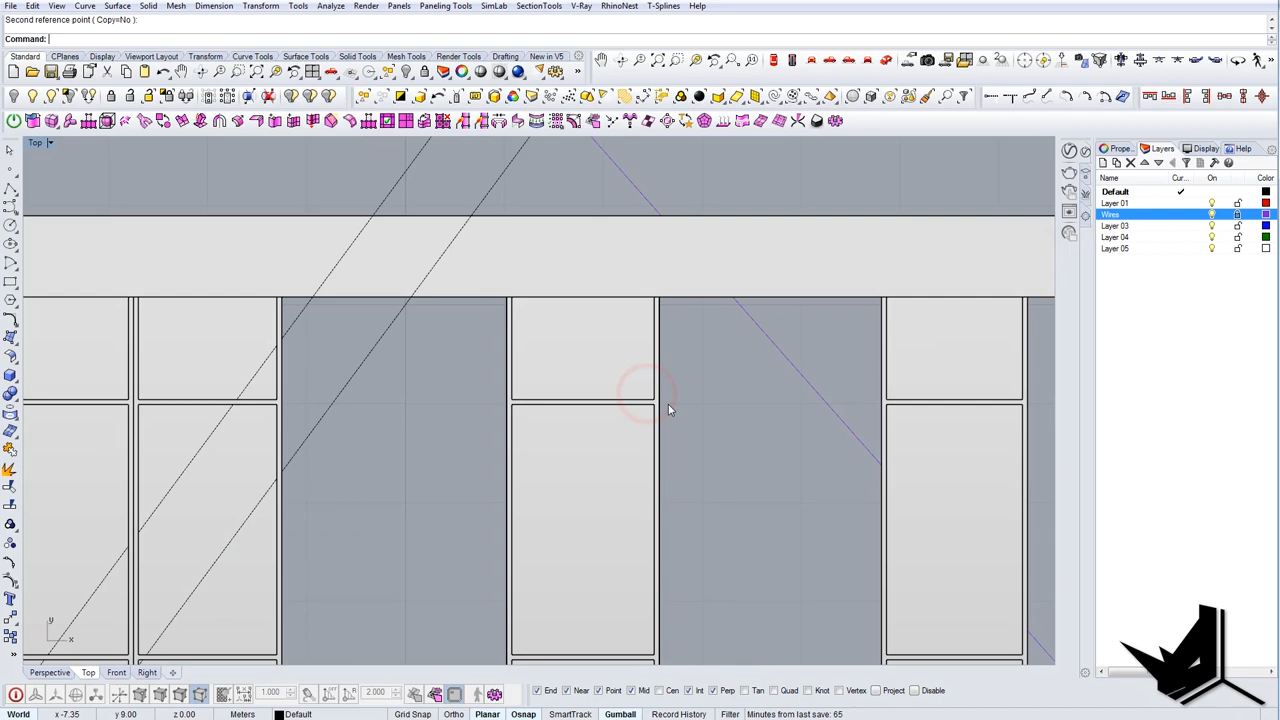 File Edit View Curve Surface Solid Mesh Dimension Transform Tools Analyze Render Panels Paneling Tools SimLab SectionTools V-Ray RhinoNest T-Splines Help
Second reference point ( Copy=No ):
Command:
Standard CPlanes Display Viewport Layout Transform Curve Tools Surface Tools Solid Tools Mesh Tools Render Tools Drafting New in V5
Top
Prope... Layers Display Help
Name Cur... On Color
Default
Layer 01
Wires
Layer 03
Layer 04
Layer 05
y
x
Perspective Top Front Right
1.000 2.000
End Near Point Mid Cen Int Perp Tan Quad Knot Vertex Project Disable
World x -7.35 y 9.00 z 0.00 Meters Default Grid Snap Ortho Planar Osnap SmartTrack Gumball Record History Filter Minutes from last save: 65